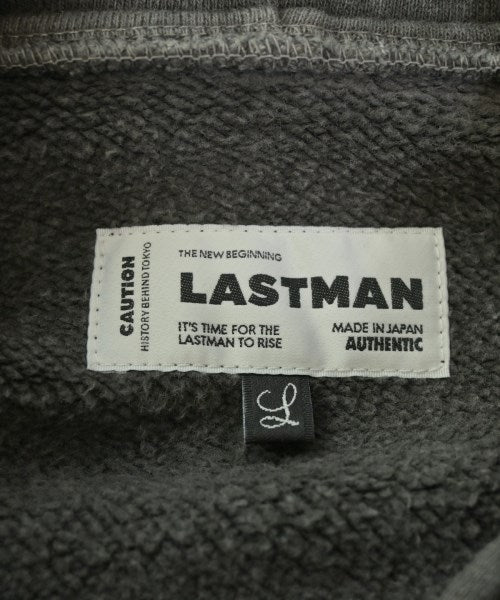 CAUTION
HISTORY BEHIND TOKYO
THE NEW BEGINNING
LASTMAN
IT'S TIME FOR THE
LASTMAN TO RISE
MADE IN JAPAN
AUTHENTIC
L